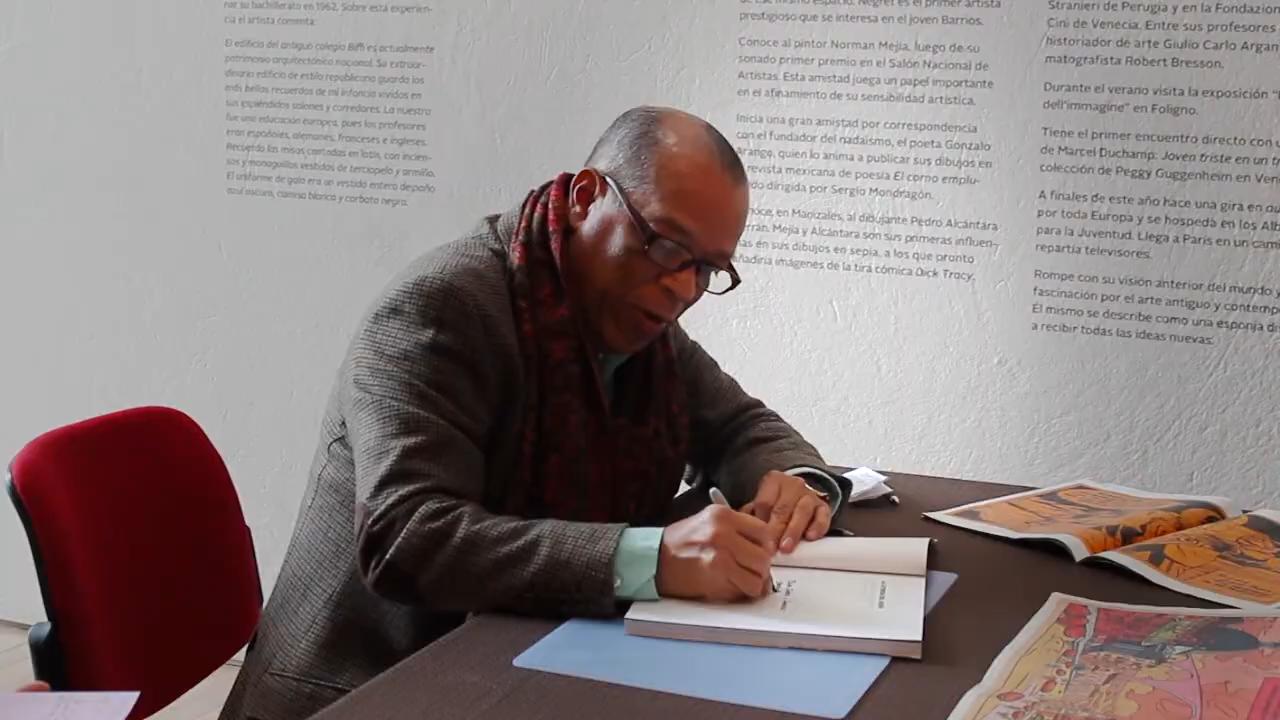 nar su bachillerato en 1962. Sobre está experien-
cia el artista comenta:
El edificio del antiguo colegio Biffi es actualmente
patrimonio arquitectónico nacional. Su extraor-
dinario edificio de estilo republicano guarda los
más bellos recuerdos de mi infancia vividos en
sus espléndidos salones y corredores. La nuestra
fue una educación europea, pues los profesores
eran españoles, alemanes, franceses e ingleses.
Recuerdo las misas cantadas en latín, con incien-
sos y monaguillos vestidos de terciopelo y armiño.
El uniforme de gala era un vestido entero de paño
azul oscuro, camisa blanca y corbata negra.
de ese mismo espacio. Negret es el primer artista
prestigioso que se interesa en el joven Barrios.
Conoce al pintor Norman Mejía, luego de su
sonado primer premio en el Salón Nacional de
Artistas. Esta amistad juega un papel importante
en el afinamiento de su sensibilidad artística.
Inicia una gran amistad por correspondencia
con el fundador del nadaísmo, el poeta Gonzalo
Arango, quien lo anima a publicar sus dibujos en
revista mexicana de poesía El corno emplu-
do dirigida por Sergio Mondragón.
noce, en Manizales, al dibujante Pedro Alcántara
rrán. Mejía y Alcántara son sus primeras influen-
as en sus dibujos en sepia, a los que pronto
añadiría imágenes de la tira cómica Dick Tracy.
Stranieri de Perugia y en la Fondazion
Cini de Venecia. Entre sus profesores
historiador de arte Giulio Carlo Argan
matografista Robert Bresson.
Durante el verano visita la exposición "
dell'immagine" en Foligno.
Tiene el primer encuentro directo con
de Marcel Duchamp: Joven triste en un t
colección de Peggy Guggenheim en Ven
A finales de este año hace una gira en au
por toda Europa y se hospeda en los Alb
para la Juventud. Llega a París en un cam
repartía televisores.
Rompe con su visión anterior del mundo y
fascinación por el arte antiguo y contemp
Él mismo se describe como una esponja di
a recibir todas las ideas nuevas.